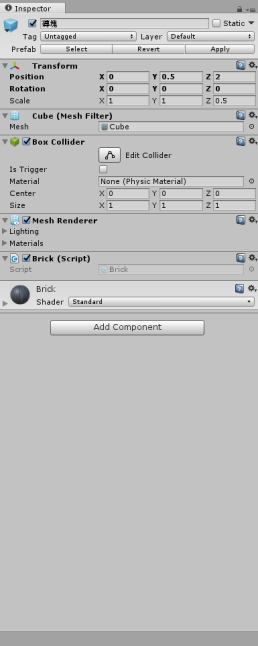 Inspector
磚塊 Static
Tag Untagged Layer Default
Prefab Select Revert Apply
Transform
Position X 0 Y 0.5 Z 2
Rotation X 0 Y 0 Z 0
Scale X 1 Y 1 Z 0.5
Cube (Mesh Filter)
Mesh Cube
Box Collider
Edit Collider
Is Trigger
Material None (Physic Material)
Center X 0 Y 0 Z 0
Size X 1 Y 1 Z 1
Mesh Renderer
Lighting
Materials
Brick (Script)
Script Brick
Brick
Shader Standard
Add Component